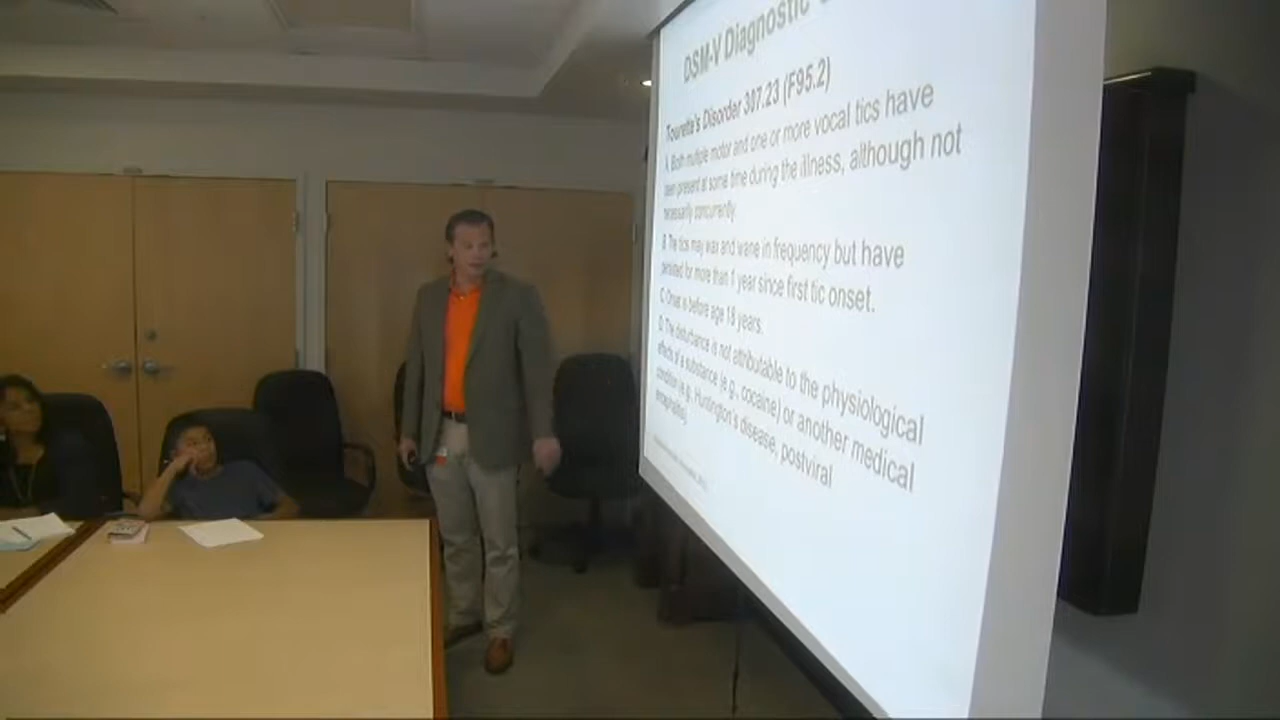 DSM-V Diagnostic
Tourette's Disorder 307.23 (F95.2)
A. Both multiple motor and one or more vocal tics have
been present at some time during the illness, although not
necessarily concurrently.
B. The tics may wax and wane in frequency but have
persisted for more than 1 year since first tic onset.
C. Onset is before age 18 years.
D. The disturbance is not attributable to the physiological
effects of a substance (e.g., cocaine) or another medical
condition (e.g. Huntington's disease, postviral
encephalitis)